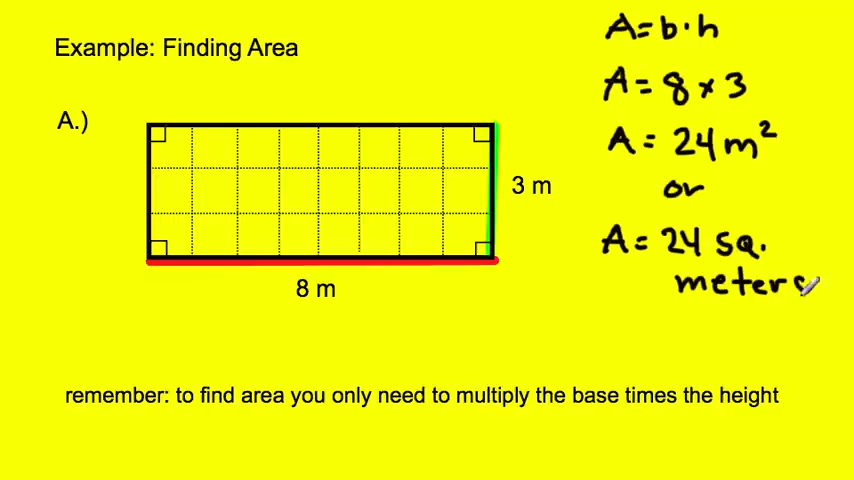 Example: Finding Area
A.)
3 m
8 m
A=b·h
A=8×3
A=24m²
or
A=24 sq.
meters
remember: to find area you only need to multiply the base times the height